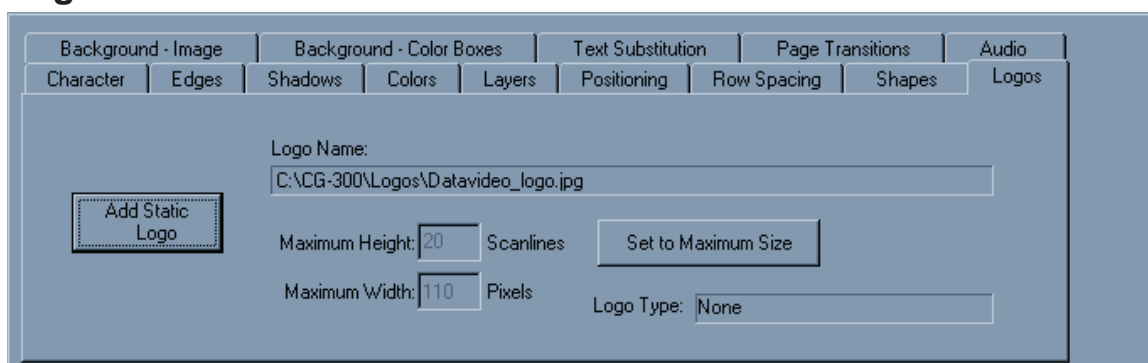 Background - Image Background - Color Boxes Text Substitution Page Transitions Audio
Character Edges Shadows Colors Layers Positioning Row Spacing Shapes Logos
Logo Name:
C:\CG-300\Logos\Datavideo_logo.jpg
Add Static
Logo
Maximum Height: 20 Scanlines Set to Maximum Size
Maximum Width: 110 Pixels
Logo Type: None